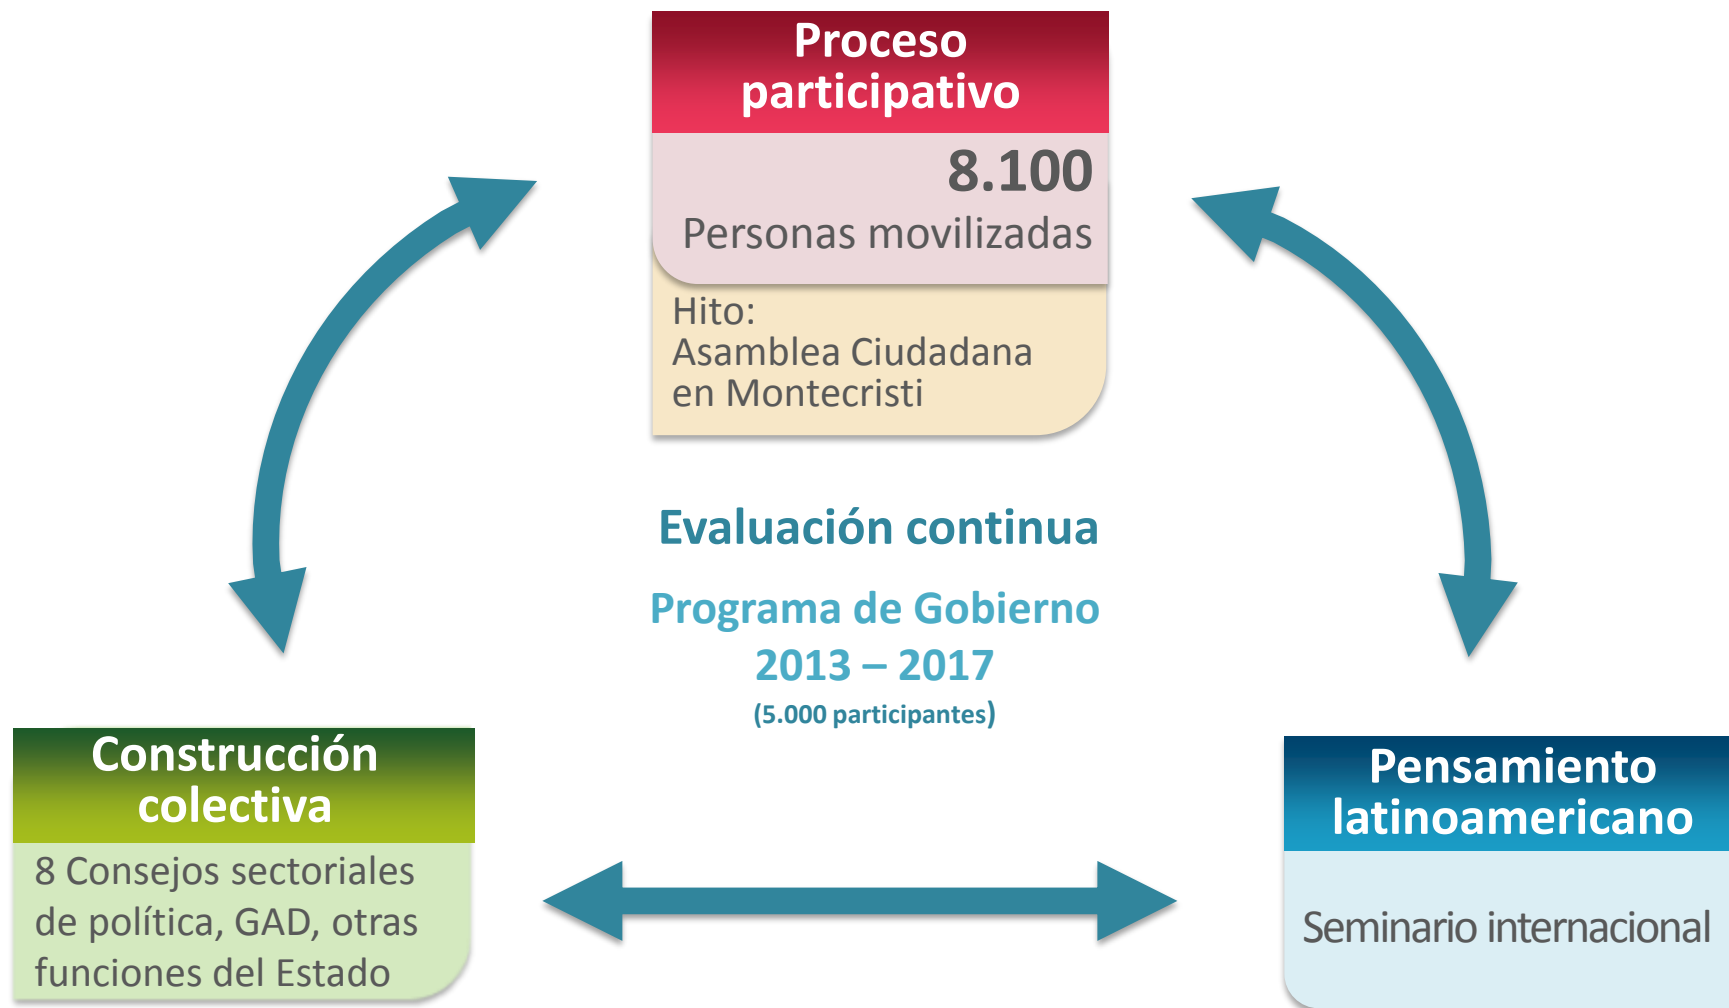 Proceso
participativo
8.100
Personas movilizadas
Hito:
Asamblea Ciudadana
en Montecristi
Evaluación continua
Programa de Gobierno
2013 – 2017
(5.000 participantes)
Construcción
colectiva
8 Consejos sectoriales
de política, GAD, otras
funciones del Estado
Pensamiento
latinoamericano
Seminario internacional